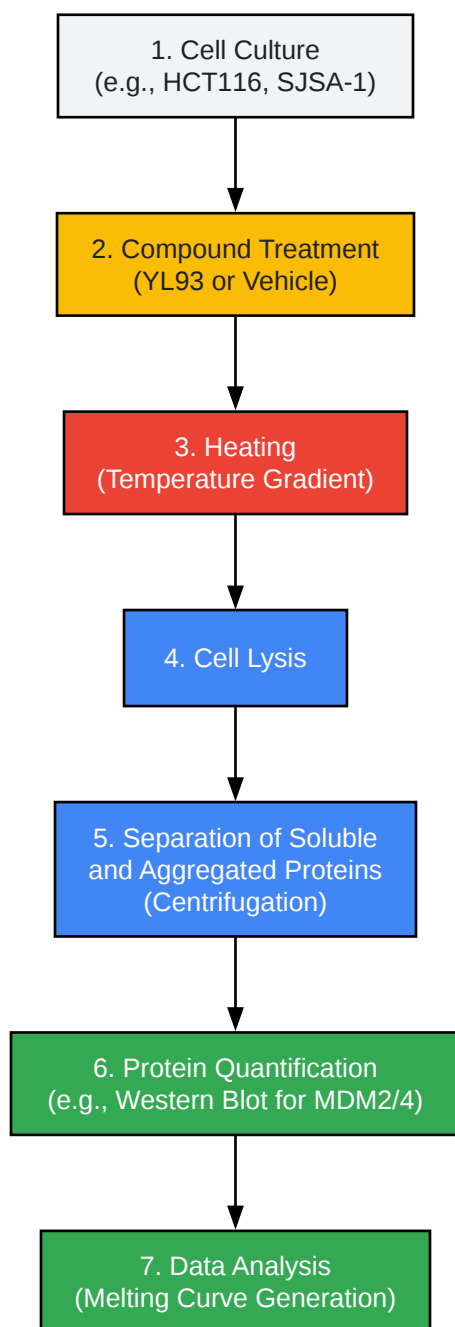 1. Cell Culture
(e.g., HCT116, SJSA-1)
2. Compound Treatment
(YL93 or Vehicle)
3. Heating
(Temperature Gradient)
4. Cell Lysis
5. Separation of Soluble
and Aggregated Proteins
(Centrifugation)
6. Protein Quantification
(e.g., Western Blot for MDM2/4)
7. Data Analysis
(Melting Curve Generation)